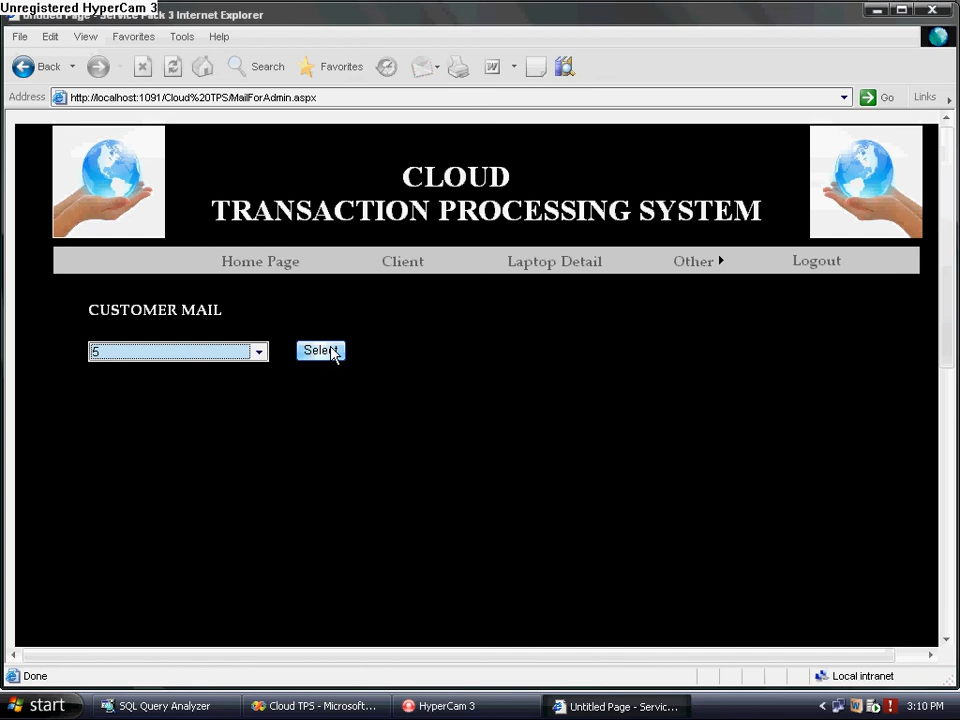 Unregistered HyperCam 3
Untitled Page - Service Pack 3 Internet Explorer
File Edit View Favorites Tools Help
Back Search Favorites
Address http://localhost:1091/Cloud%20TPS/MailForAdmin.aspx Go Links
CLOUD
TRANSACTION PROCESSING SYSTEM
Home Page Client Laptop Detail Other Logout
CUSTOMER MAIL
5 Select
Done Local intranet
start SQL Query Analyzer Cloud TPS - Microsoft... HyperCam 3 Untitled Page - Servic... 3:10 PM